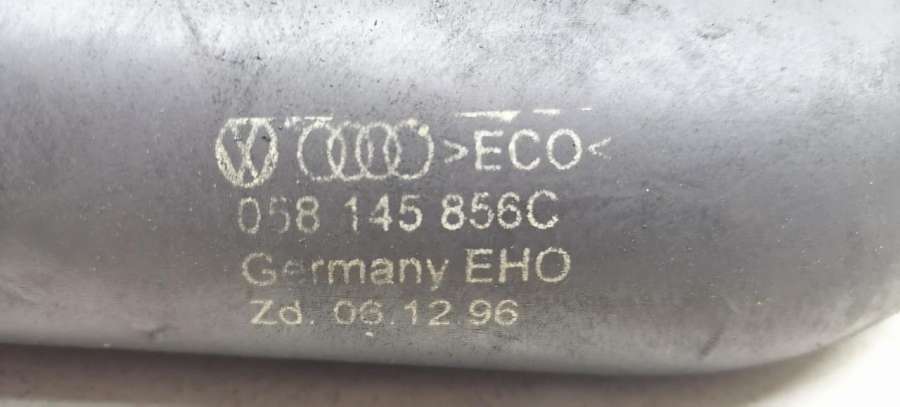 >ECO<
058 145 856C
Germany EHO
Zd. 06.12.96